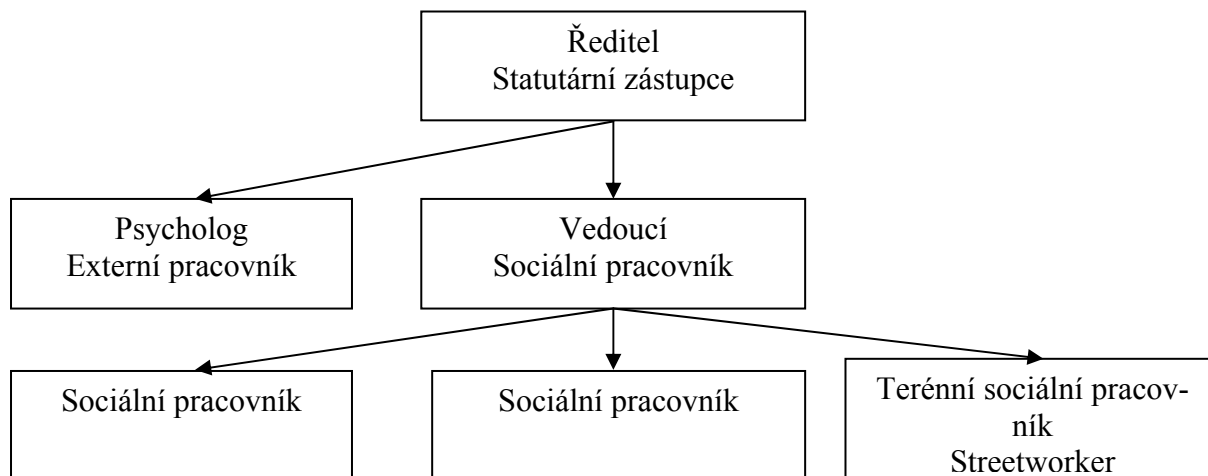 Ředitel
Statutární zástupce
Psycholog
Externí pracovník
Vedoucí
Sociální pracovník
Sociální pracovník
Sociální pracovník
Terénní sociální pracov-
ník
Streetworker